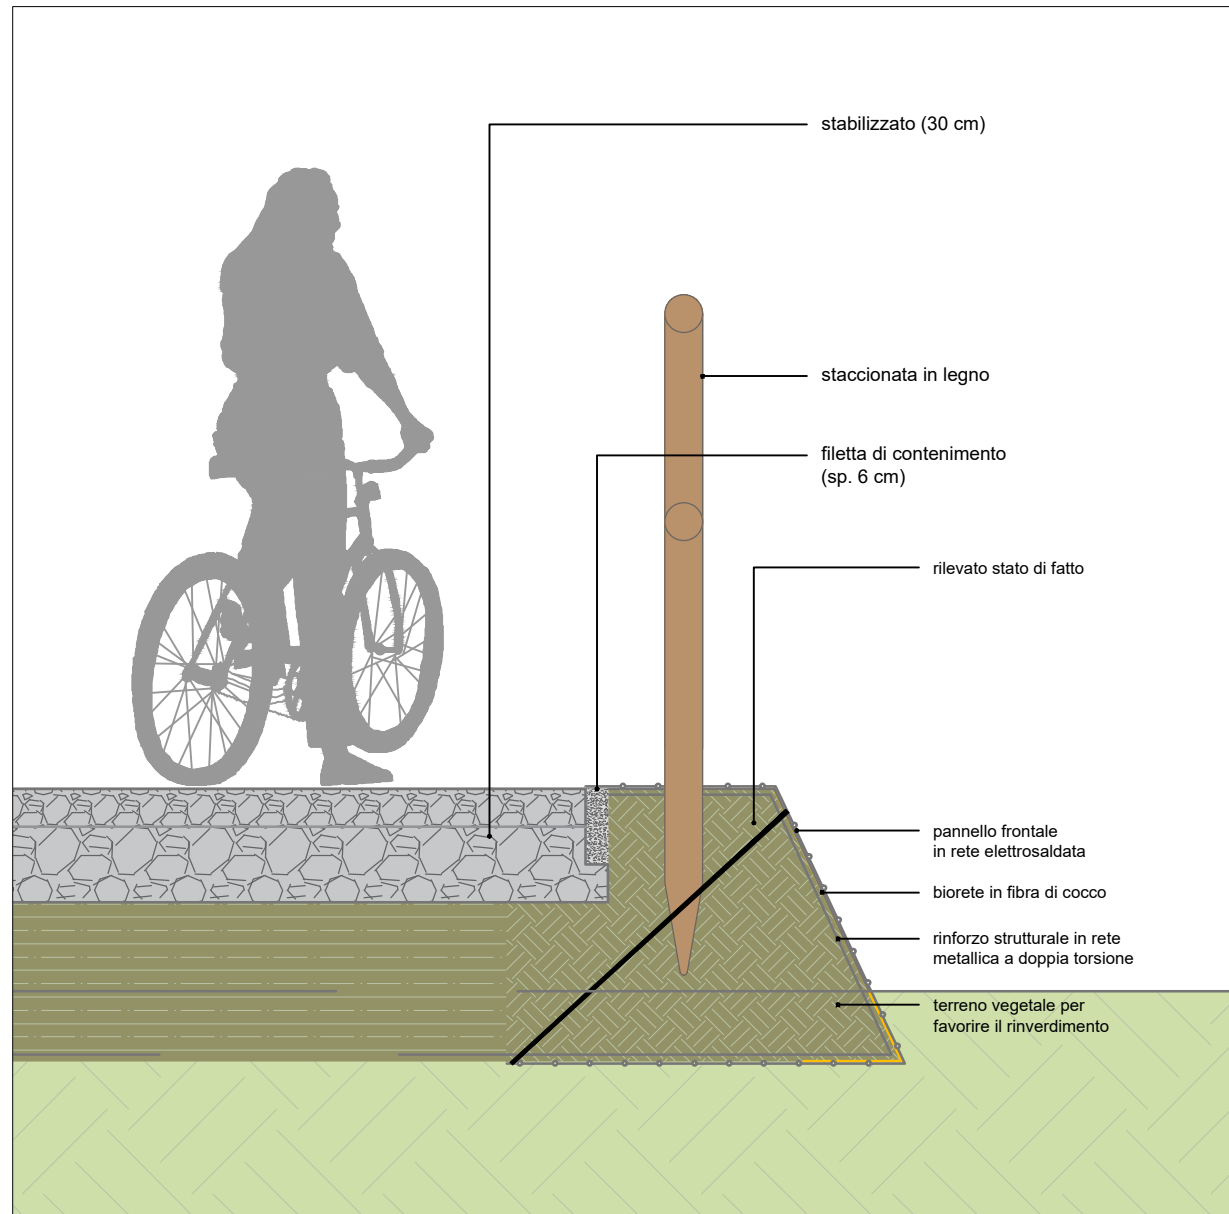 stabilizzato (30 cm)
staccionata in legno
filetta di contenimento
(sp. 6 cm)
rilevato stato di fatto
pannello frontale
in rete elettrosaldata
biorete in fibra di cocco
rinforzo strutturale in rete
metallica a doppia torsione
terreno vegetale per
favorire il rinverdimento